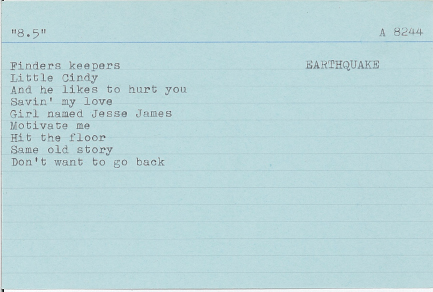 "8.5" A 8244
Finders keepers EARTHQUAKE
Little Cindy
And he likes to hurt you
Savin' my love
Girl named Jesse James
Motivate me
Hit the floor
Same old story
Don't want to go back